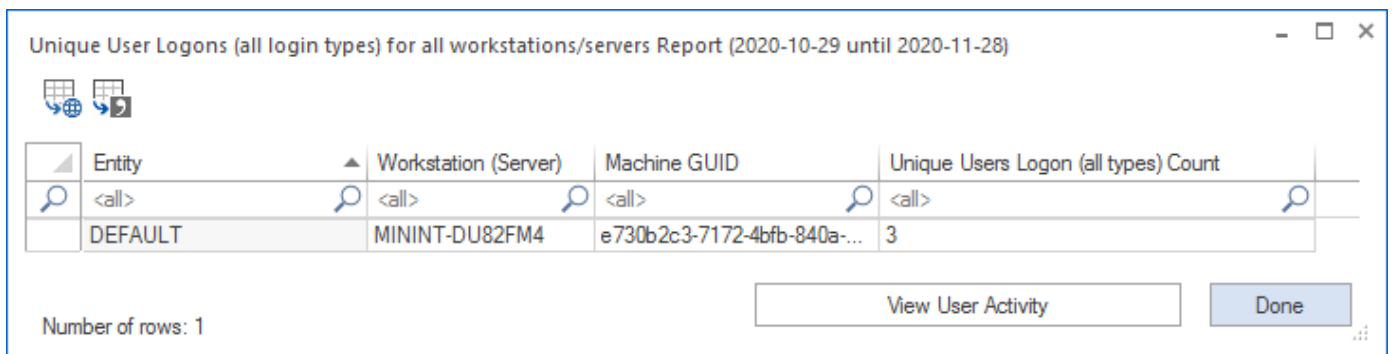 Unique User Logons (all login types) for all workstations/servers Report (2020-10-29 until 2020-11-28)
Entity Workstation (Server) Machine GUID Unique Users Logon (all types) Count
<all> <all> <all> <all>
DEFAULT MININT-DU82FM4 e730b2c3-7172-4bfb-840a-... 3
View User Activity Done
Number of rows: 1